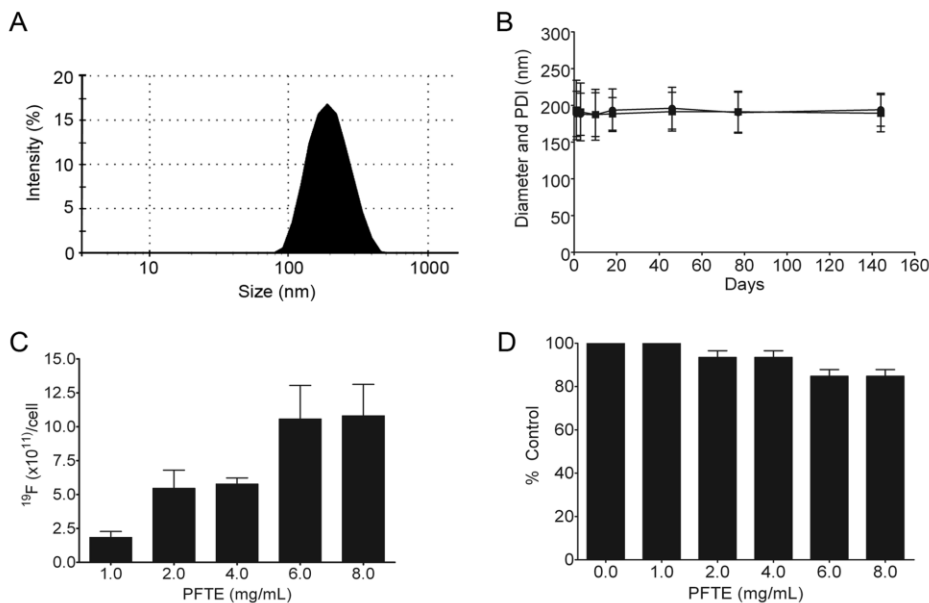 A
Intensity (%)
20
15
10
5
0
10
100
1000
Size (nm)
B
Diameter and PDI (nm)
300
250
200
150
100
50
0
0 20 40 60 80 100 120 140 160
Days
C
¹⁹F (x10¹¹)/cell
15.0
12.5
10.0
7.5
5.0
2.5
0.0
1.0 2.0 4.0 6.0 8.0
PFTE (mg/mL)
D
% Control
100
80
60
40
20
0
0.0 1.0 2.0 4.0 6.0 8.0
PFTE (mg/mL)